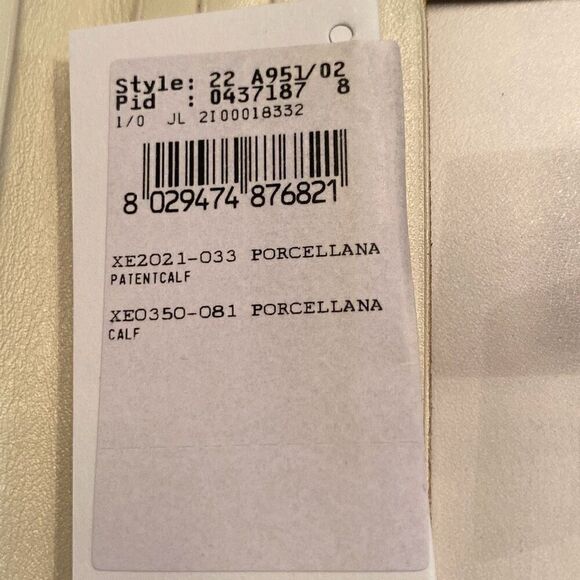 Style: 22 A951/02
Pid : 0437187 8
1/0 JL 2I00018332
8 029474 876821
XE2021-033 PORCELLANA
PATENTCALF
XE0350-081 PORCELLANA
CALF